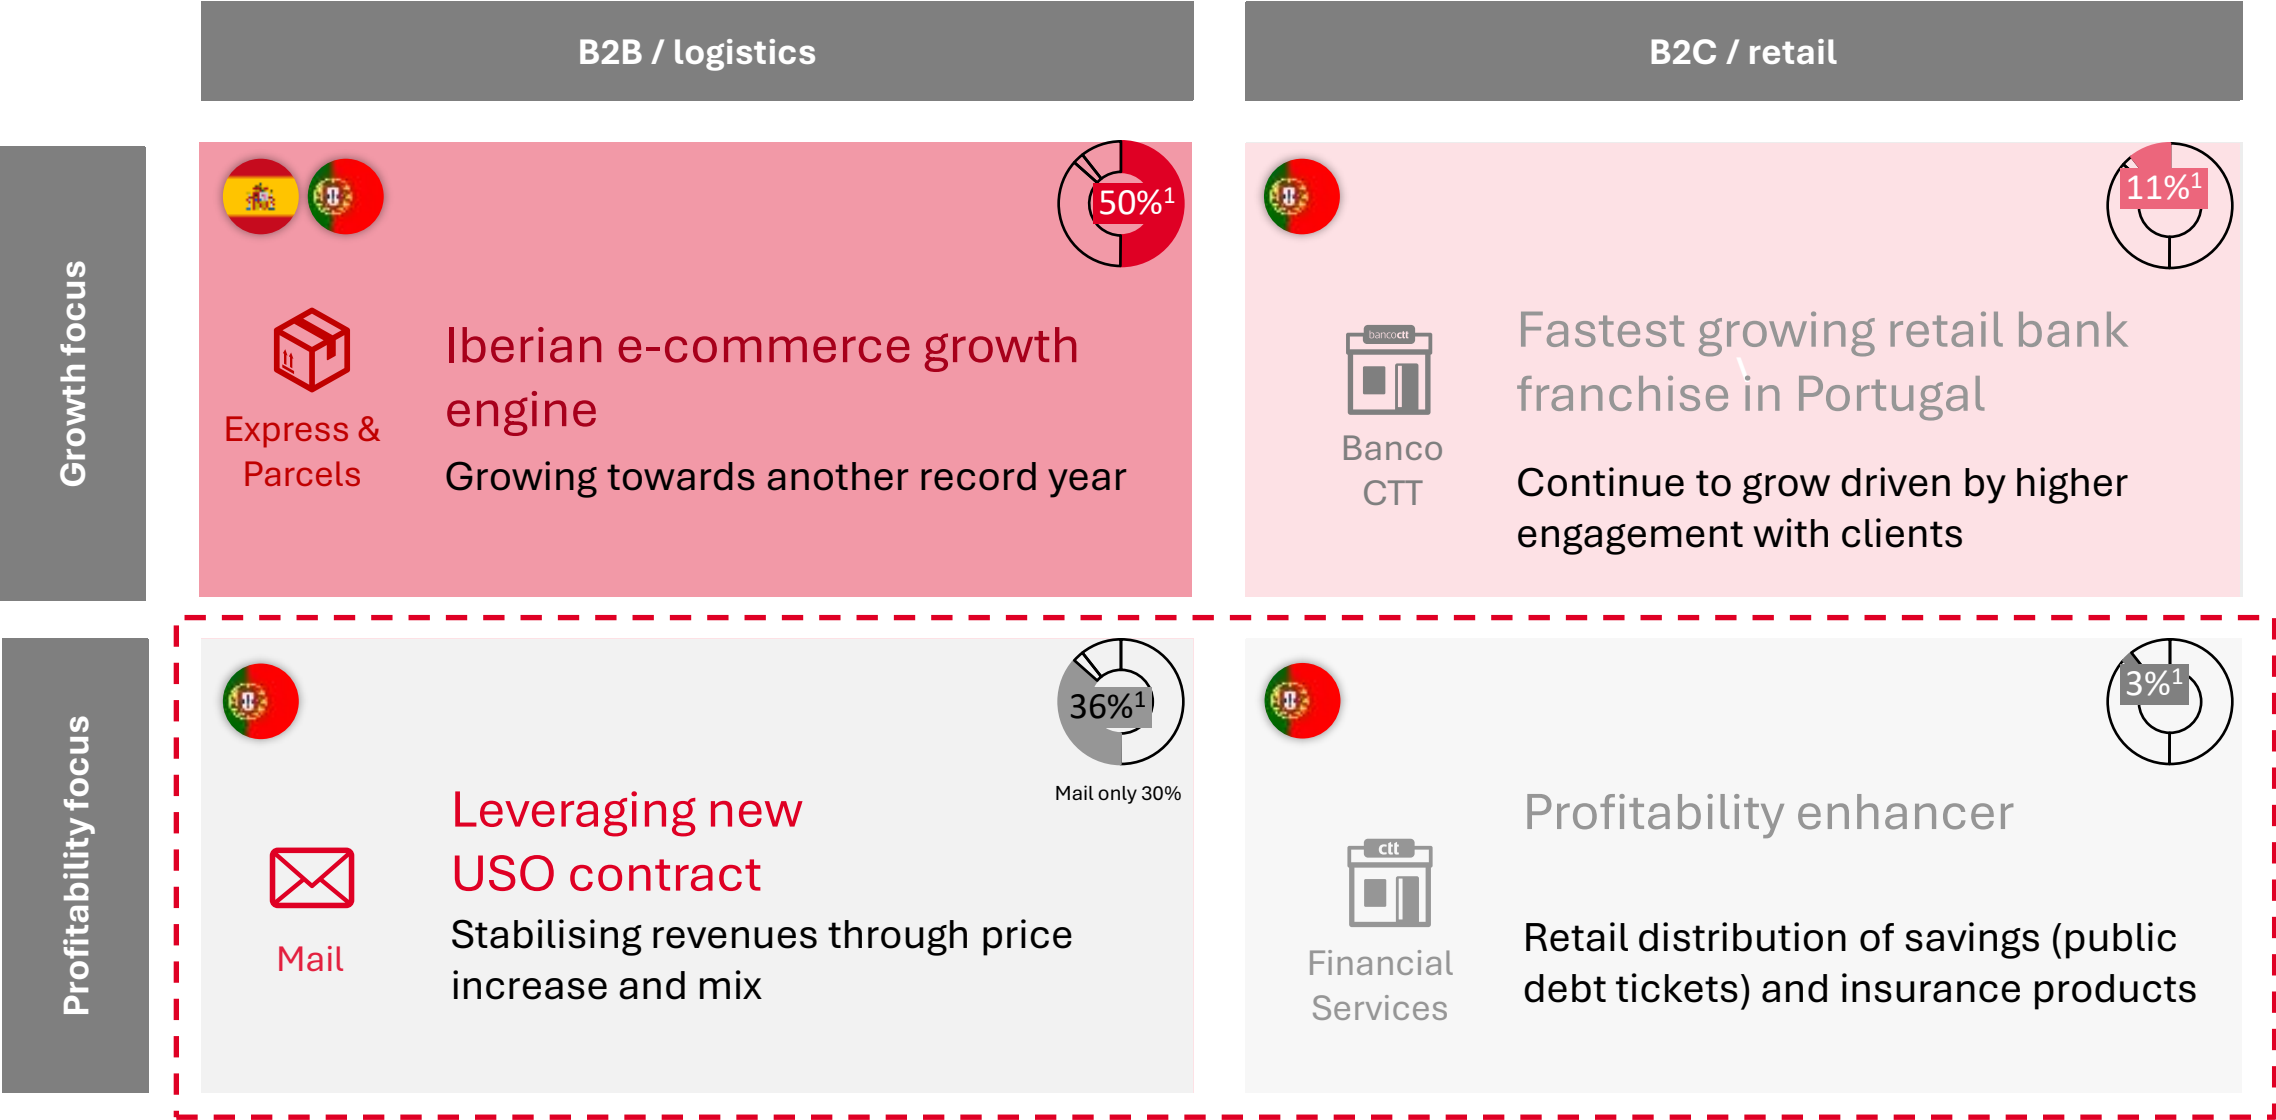 B2B / logistics
B2C / retail
Growth focus
50%¹
Iberian e-commerce growth
engine
Growing towards another record year
Express &
Parcels
11%¹
bancoctt
Banco
CTT
Fastest growing retail bank
franchise in Portugal
Continue to grow driven by higher
engagement with clients
Profitability focus
36%¹
Mail only 30%
Leveraging new
USO contract
Stabilising revenues through price
increase and mix
Mail
3%¹
Profitability enhancer
ctt
Financial
Services
Retail distribution of savings (public
debt tickets) and insurance products